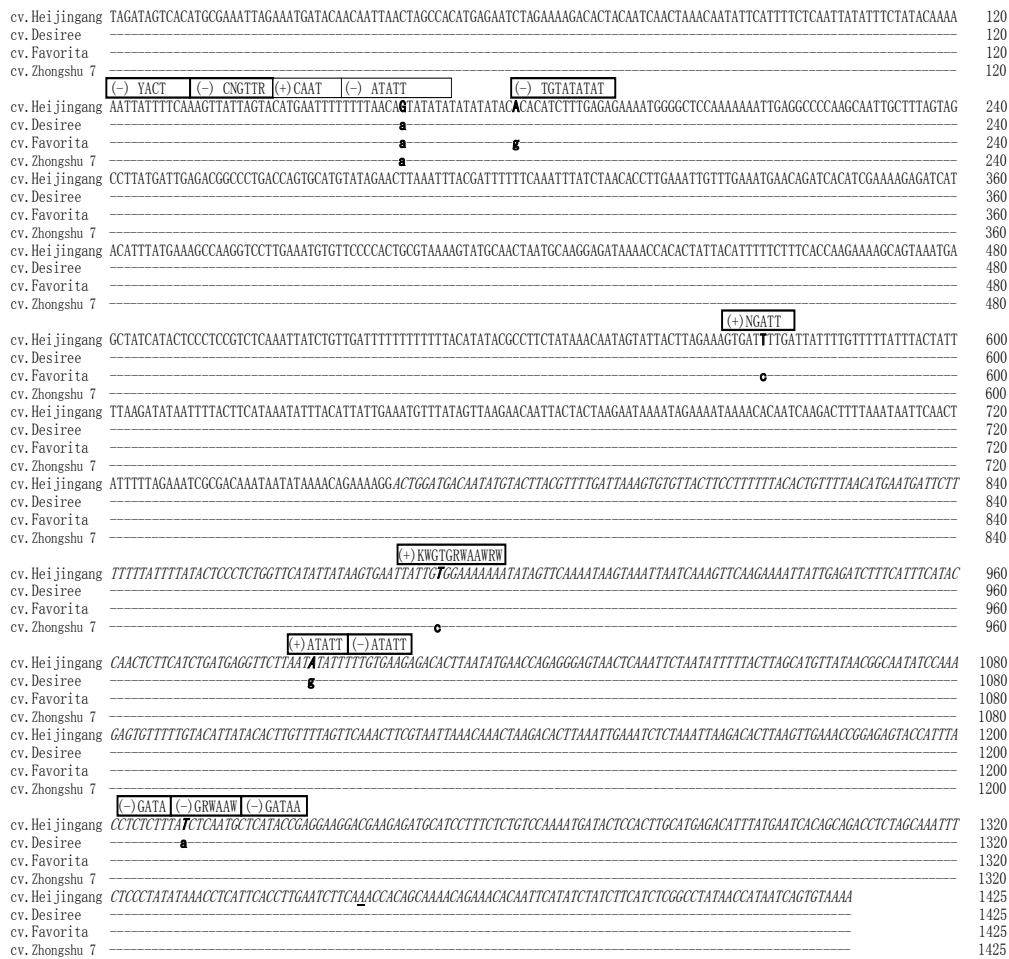 cv.Heijingang TAGATAGTCACATGCGAAATTAGAAATGATACAACAATTAACTAGCCACATGAGAATCTAGAAAAGACACTACAATCAACTAAACAATATTCATTTTCTCAATTATATTTCTATACAAAA 120
cv.Desiree 120
cv.Favorita 120
cv.Zhongshu 7 120
(-) YACT (-) CNGTTR (+)CAAT (-) ATATT (-) TGTATATAT
cv.Heijingang AATTATTTTCAAAGTTATTAGTACATGAATTTTTTTTAACAGTATATATATATATACACACATCTTTGAGAGAAAATGGGGCTCCAAAAAAATTGAGGCCCCAAGCAATTGCTTTAGTAG 240
cv.Desiree a 240
cv.Favorita a g 240
cv.Zhongshu 7 a 240
cv.Heijingang CCTTATGATTGAGACGGCCCTGACCAGTGCATGTATAGAACTTAAATTTACGATTTTTTCAAATTTATCTAACACCTTGAAATTGTTTGAAATGAACAGATCACATCGAAAAGAGATCAT 360
cv.Desiree 360
cv.Favorita 360
cv.Zhongshu 7 360
cv.Heijingang ACATTTATGAAAGCCAAGGTCCTTGAAATGTGTTCCCCACTGCGTAAAAGTATGCAACTAATGCAAGGAGATAAAACCACACTATTACATTTTTCTTTCACCAAGAAAAGCAGTAAATGA 480
cv.Desiree 480
cv.Favorita 480
cv.Zhongshu 7 480
(+)NGATT
cv.Heijingang GCTATCATACTCCCTCCGTCTCAAATTATCTGTTGATTTTTTTTTTTTACATATACGCCTTCTATAAACAATAGTATTACTTAGAAAGTGATTTTGATTATTTTGTTTTTATTTACTATT 600
cv.Desiree 600
cv.Favorita c 600
cv.Zhongshu 7 600
cv.Heijingang TTAAGATATAATTTTACTTCATAAATATTTACATTATTGAAATGTTTATAGTTAAGAACAATTACTACTAAGAATAAAATAGAAAATAAAACACAATCAAGACTTTTAAATAATTCAACT 720
cv.Desiree 720
cv.Favorita 720
cv.Zhongshu 7 720
cv.Heijingang ATTTTTAGAAATCGCGACAAATAATATAAAACAGAAAAGGACTGGATGACAATATGTACTTACGTTTTGATTAAAGTGTGTTACTTCCTTTTTTACACTGTTTTAACATGAATGATTCTT 840
cv.Desiree 840
cv.Favorita 840
cv.Zhongshu 7 840
(+)KWGTGRWAAWRW
cv.Heijingang TTTTTATTTTATACTCCCTCTGGTTCATATTATAAGTGAATTATTGTGGAAAAAAATATAGTTCAAAATAAGTAAATTAATCAAAGTTCAAGAAAATTATTGAGATCTTTCATTTCATAC 960
cv.Desiree 960
cv.Favorita 960
cv.Zhongshu 7 c 960
(+)ATATT (-)ATATT
cv.Heijingang CAACTCTTCATCTGATGAGGTTCTTAATATATTTTTGTGAAGAGACACTTAATATGAACCAGAGGGAGTAACTCAAATTCTAATATTTTTACTTAGCATGTTATAACGGCAATATCCAAA 1080
cv.Desiree g 1080
cv.Favorita 1080
cv.Zhongshu 7 1080
cv.Heijingang GAGTGTTTTTGTACATTATACACTTGTTTTAGTTCAAACTTCGTAATTAAACAAACTAAGACACTTAAATTGAAATCTCTAAATTAAGACACTTAAGTTGAAACCGGAGAGTACCATTTA 1200
cv.Desiree 1200
cv.Favorita 1200
cv.Zhongshu 7 1200
(-)GATA (-)GRWAAW (-)GATAA
cv.Heijingang CCTCTCTTTATCTCAATGCTCATACCGAGGAAGGACGAAGAGATGCATCCTTTCTCTGTCCAAAATGATACTCCACTTGCATGAGACATTTATGAATCACAGCAGACCTCTAGCAAATTT 1320
cv.Desiree a 1320
cv.Favorita 1320
cv.Zhongshu 7 1320
cv.Heijingang CTCCCTATATAAACCTCATTCACCTTGAATCTTCAAACCACAGCAAAACAGAAACACAATTCATATCTATCTTCATCTCGGCCTATAACCATAATCAGTGTAAAA 1425
cv.Desiree 1425
cv.Favorita 1425
cv.Zhongshu 7 1425